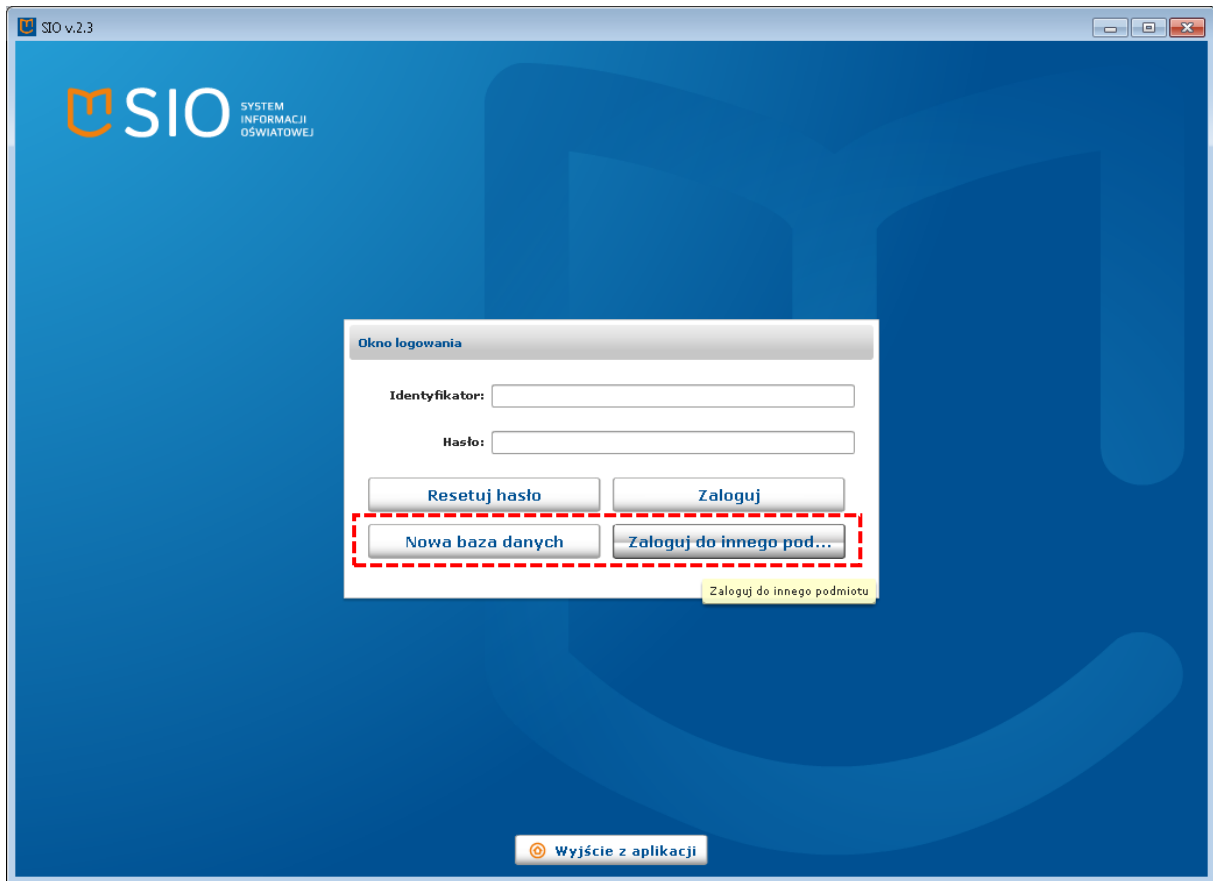 SIO v.2.3
SIO
SYSTEM
INFORMACJI
OŚWIATOWEJ
Okno logowania
Identyfikator:
Hasło:
Resetuj hasło Zaloguj
Nowa baza danych Zaloguj do innego pod...
Zaloguj do innego podmiotu
Wyjście z aplikacji